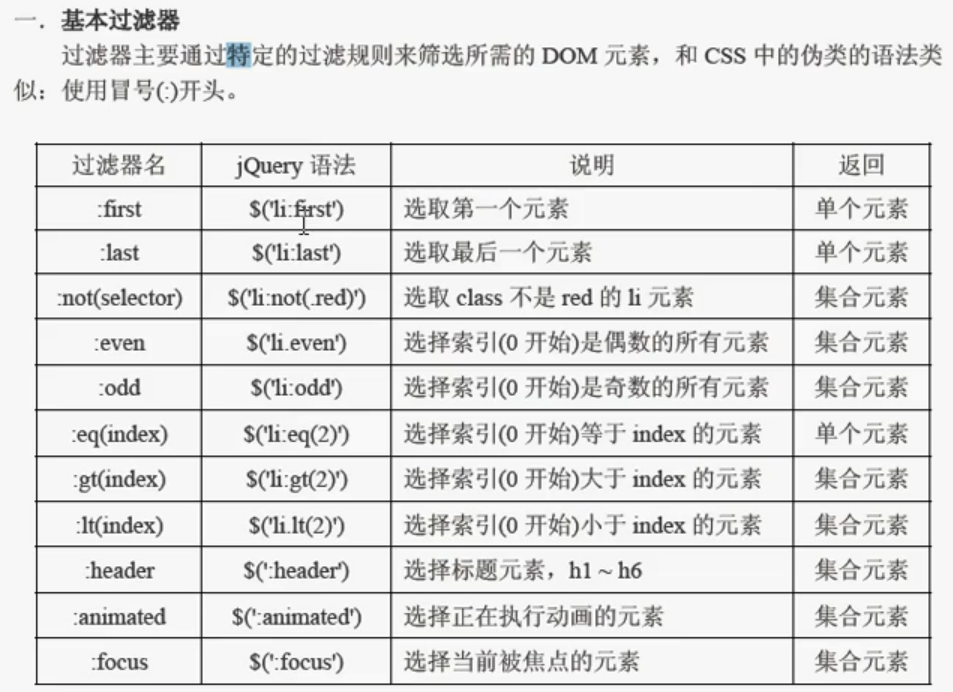 一．基本过滤器
过滤器主要通过特定的过滤规则来筛选所需的 DOM 元素，和 CSS 中的伪类的语法类
似：使用冒号(:)开头。
过滤器名 jQuery 语法 说明 返回
:first $('li:first') 选取第一个元素 单个元素
:last $('li:last') 选取最后一个元素 单个元素
:not(selector) $('li:not(.red)') 选取 class 不是 red 的 li 元素 集合元素
:even $('li.even') 选择索引(0 开始)是偶数的所有元素 集合元素
:odd $('li:odd') 选择索引(0 开始)是奇数的所有元素 集合元素
:eq(index) $('li:eq(2)') 选择索引(0 开始)等于 index 的元素 单个元素
:gt(index) $('li:gt(2)') 选择索引(0 开始)大于 index 的元素 集合元素
:lt(index) $('li.lt(2)') 选择索引(0 开始)小于 index 的元素 集合元素
:header $(':header') 选择标题元素，h1 ~ h6 集合元素
:animated $(':animated') 选择正在执行动画的元素 集合元素
:focus $(':focus') 选择当前被焦点的元素 集合元素